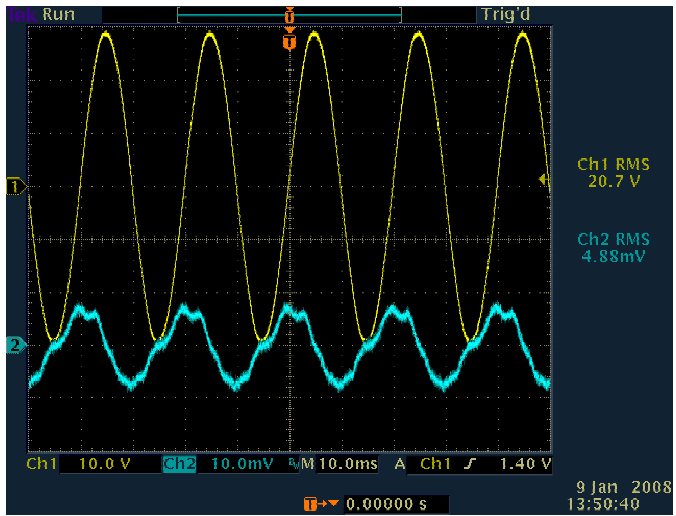 Tek Run Trig'd
U
T
1
Ch1 RMS
20.7 V
Ch2 RMS
4.88mV
2
Ch1 10.0 V Ch2 10.0mV BW M 10.0ms A Ch1 1.40 V
T 0.00000 s
9 Jan 2008
13:50:40